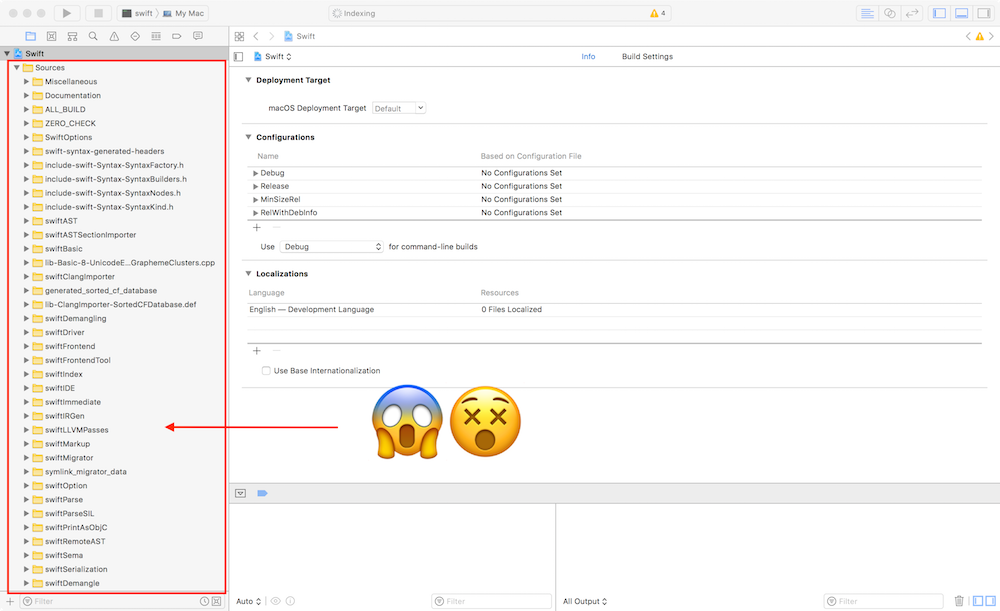 swift › My Mac
Indexing
4
Swift
Swift
Sources
Miscellaneous
Documentation
ALL_BUILD
ZERO_CHECK
SwiftOptions
swift-syntax-generated-headers
include-swift-Syntax-SyntaxFactory.h
include-swift-Syntax-SyntaxBuilders.h
include-swift-Syntax-SyntaxNodes.h
include-swift-Syntax-SyntaxKind.h
swiftAST
swiftASTSectionImporter
swiftBasic
lib-Basic-8-UnicodeE...GraphemeClusters.cpp
swiftClangImporter
generated_sorted_cf_database
lib-ClangImporter-SortedCFDatabase.def
swiftDemangling
swiftDriver
swiftFrontend
swiftFrontendTool
swiftIndex
swiftIDE
swiftImmediate
swiftIRGen
swiftLLVMPasses
swiftMarkup
swiftMigrator
symlink_migrator_data
swiftOption
swiftParse
swiftParseSIL
swiftPrintAsObjC
swiftRemoteAST
swiftSema
swiftSerialization
swiftDemangle
Filter
Swift
Info
Build Settings
Deployment Target
macOS Deployment Target Default
Configurations
Name Based on Configuration File
Debug No Configurations Set
Release No Configurations Set
MinSizeRel No Configurations Set
RelWithDebInfo No Configurations Set
Use Debug for command-line builds
Localizations
Language Resources
English — Development Language 0 Files Localized
Use Base Internationalization
Auto
Filter
All Output
Filter